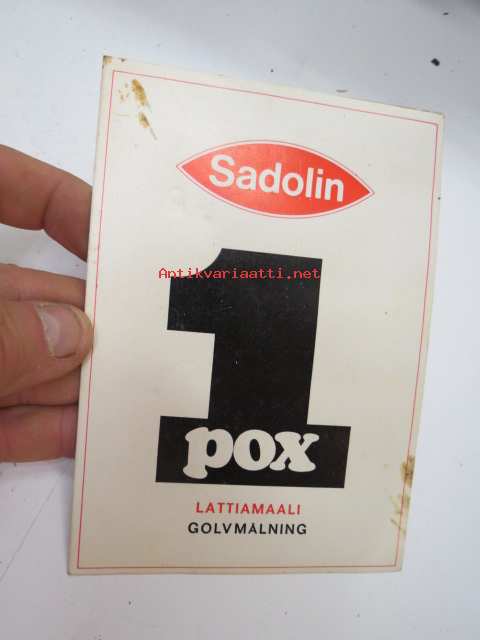 Sadolin
1
Antikvariaatti.net
pox
LATTIAMAALI
GOLVMÅLNING